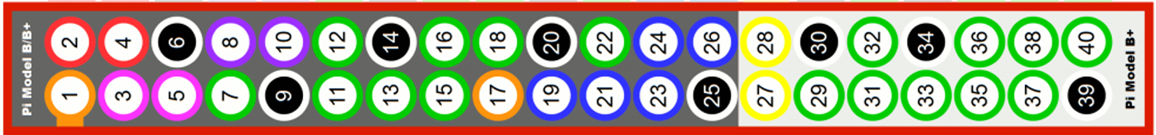 Pi Model B/B+
2 4 6 8 10 12 14 16 18 20 22 24 26 28 30 32 34 36 38 40
1 3 5 7 9 11 13 15 17 19 21 23 25 27 29 31 33 35 37 39
Pi Model B+